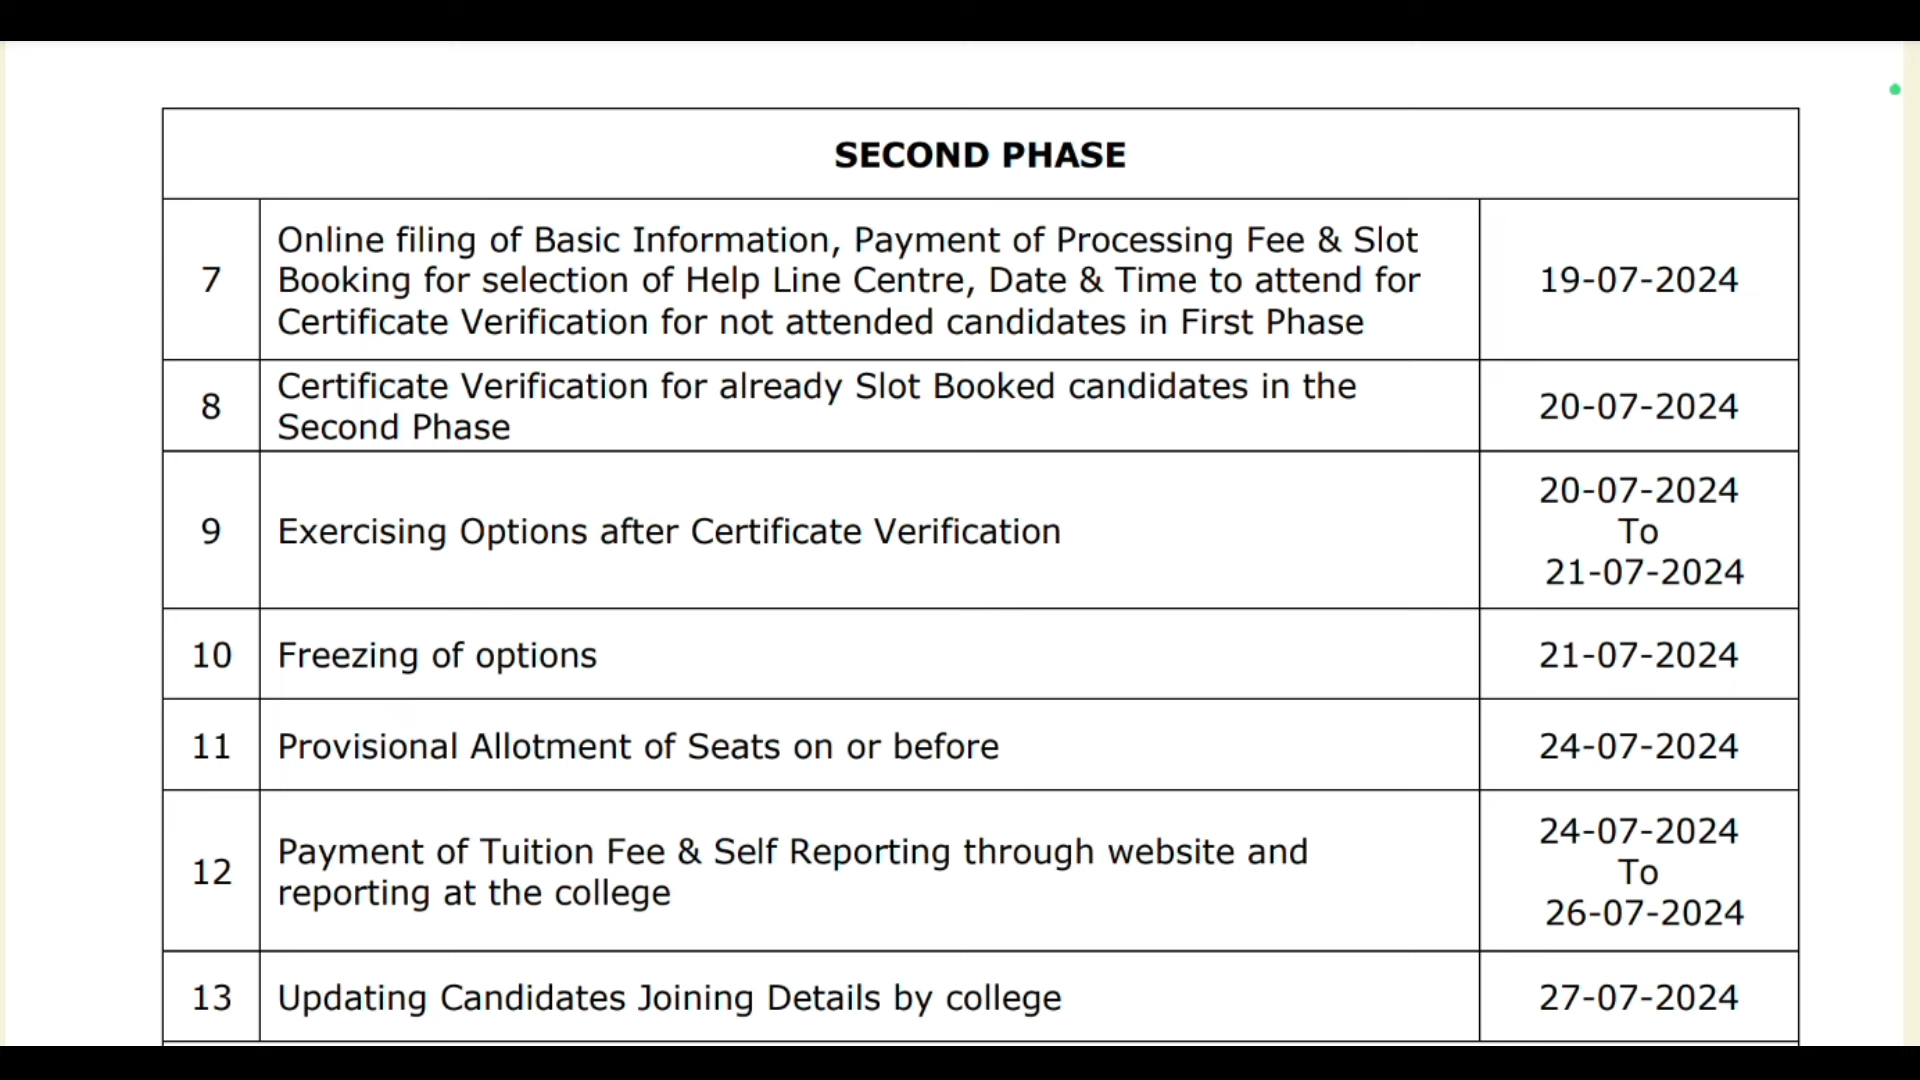 SECOND PHASE
7
Online filing of Basic Information, Payment of Processing Fee & Slot
Booking for selection of Help Line Centre, Date & Time to attend for
Certificate Verification for not attended candidates in First Phase
19-07-2024
8
Certificate Verification for already Slot Booked candidates in the
Second Phase
20-07-2024
9
Exercising Options after Certificate Verification
20-07-2024
To
21-07-2024
10
Freezing of options
21-07-2024
11
Provisional Allotment of Seats on or before
24-07-2024
12
Payment of Tuition Fee & Self Reporting through website and
reporting at the college
24-07-2024
To
26-07-2024
13
Updating Candidates Joining Details by college
27-07-2024